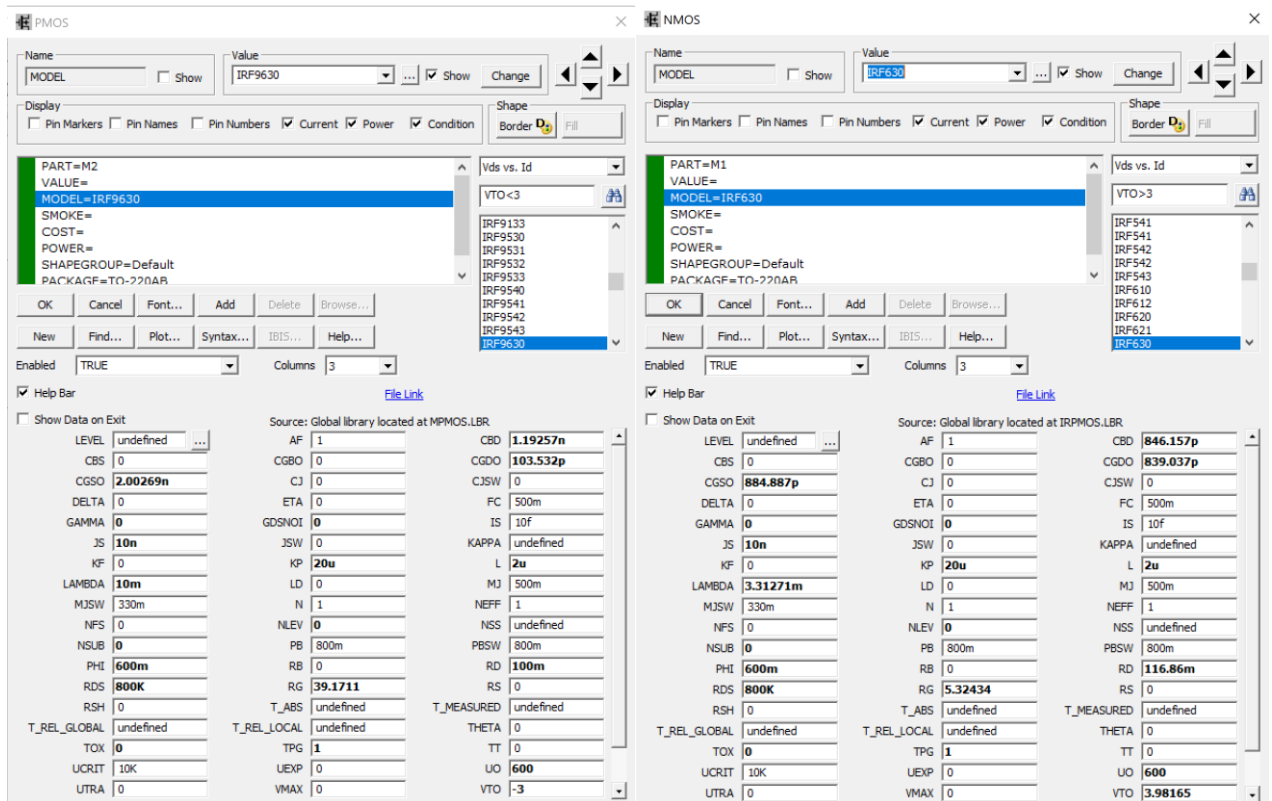 PMOS
Name
MODEL
Show
Value
IRF9630
...
Show
Change
Display
Pin Markers
Pin Names
Pin Numbers
Current
Power
Condition
Shape
Border
Fill
PART=M2
VALUE=
MODEL=IRF9630
SMOKE=
COST=
POWER=
SHAPEGROUP=Default
PACKAGE=TO-220AB
Vds vs. Id
VTO<3
IRF9133
IRF9530
IRF9531
IRF9532
IRF9533
IRF9540
IRF9541
IRF9542
IRF9543
IRF9630
OK Cancel Font... Add Delete Browse...
New Find... Plot... Syntax... IBIS... Help...
Enabled TRUE Columns 3
Help Bar File Link
Show Data on Exit Source: Global library located at MPMOS.LBR
LEVEL undefined ... AF 1 CBD 1.19257n
CBS 0 CGBO 0 CGDO 103.532p
CGSO 2.00269n CJ 0 CJSW 0
DELTA 0 ETA 0 FC 500m
GAMMA 0 GDSNOI 0 IS 10f
JS 10n JSW 0 KAPPA undefined
KF 0 KP 20u L 2u
LAMBDA 10m LD 0 MJ 500m
MJSW 330m N 1 NEFF 1
NFS 0 NLEV 0 NSS undefined
NSUB 0 PB 800m PBSW 800m
PHI 600m RB 0 RD 100m
RDS 800K RG 39.1711 RS 0
RSH 0 T_ABS undefined T_MEASURED undefined
T_REL_GLOBAL undefined T_REL_LOCAL undefined THETA 0
TOX 0 TPG 1 TT 0
UCRIT 10K UEXP 0 UO 600
UTRA 0 VMAX 0 VTO -3
NMOS
Name
MODEL
Show
Value
IRF630
...
Show
Change
Display
Pin Markers
Pin Names
Pin Numbers
Current
Power
Condition
Shape
Border
Fill
PART=M1
VALUE=
MODEL=IRF630
SMOKE=
COST=
POWER=
SHAPEGROUP=Default
PACKAGE=TO-220AB
Vds vs. Id
VTO>3
IRF541
IRF541
IRF542
IRF542
IRF543
IRF610
IRF612
IRF620
IRF621
IRF630
OK Cancel Font... Add Delete Browse...
New Find... Plot... Syntax... IBIS... Help...
Enabled TRUE Columns 3
Help Bar File Link
Show Data on Exit Source: Global library located at IRPMOS.LBR
LEVEL undefined ... AF 1 CBD 846.157p
CBS 0 CGBO 0 CGDO 839.037p
CGSO 884.887p CJ 0 CJSW 0
DELTA 0 ETA 0 FC 500m
GAMMA 0 GDSNOI 0 IS 10f
JS 10n JSW 0 KAPPA undefined
KF 0 KP 20u L 2u
LAMBDA 3.31271m LD 0 MJ 500m
MJSW 330m N 1 NEFF 1
NFS 0 NLEV 0 NSS undefined
NSUB 0 PB 800m PBSW 800m
PHI 600m RB 0 RD 116.86m
RDS 800K RG 5.32434 RS 0
RSH 0 T_ABS undefined T_MEASURED undefined
T_REL_GLOBAL undefined T_REL_LOCAL undefined THETA 0
TOX 0 TPG 1 TT 0
UCRIT 10K UEXP 0 UO 600
UTRA 0 VMAX 0 VTO 3.98165